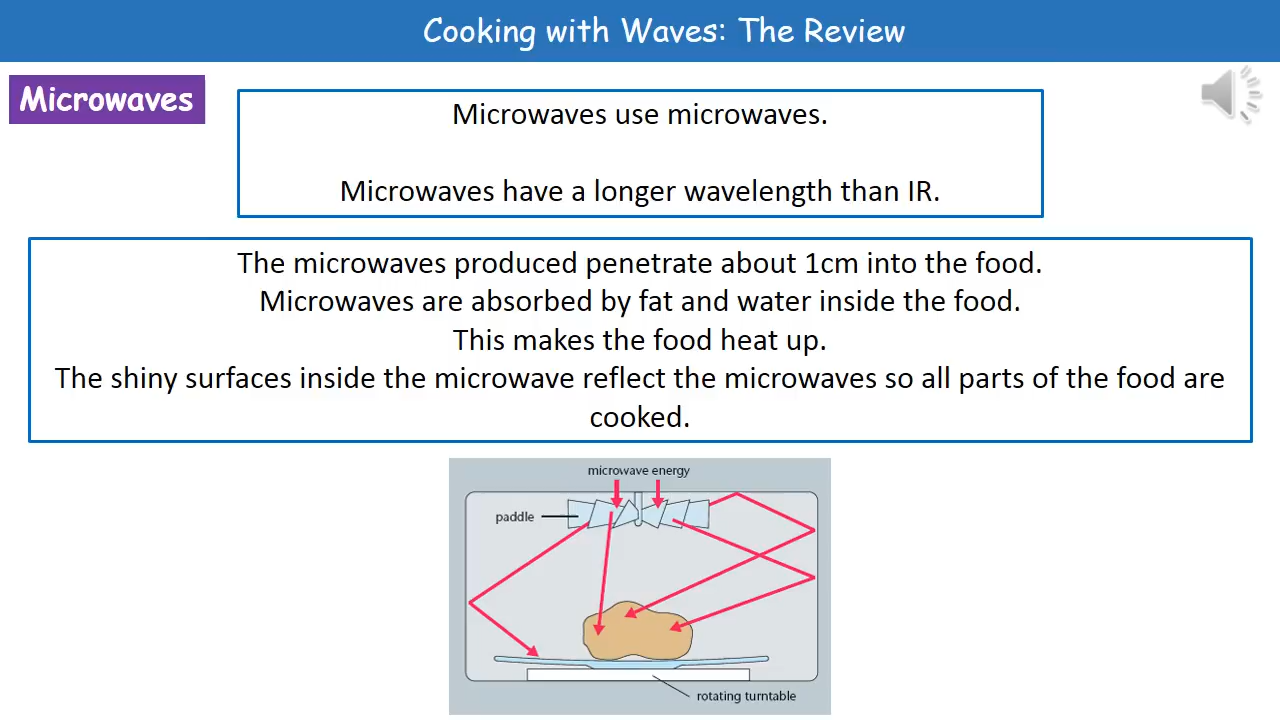 Cooking with Waves: The Review
Microwaves
Microwaves use microwaves.
Microwaves have a longer wavelength than IR.
The microwaves produced penetrate about 1cm into the food.
Microwaves are absorbed by fat and water inside the food.
This makes the food heat up.
The shiny surfaces inside the microwave reflect the microwaves so all parts of the food are
cooked.
microwave energy
paddle
rotating turntable